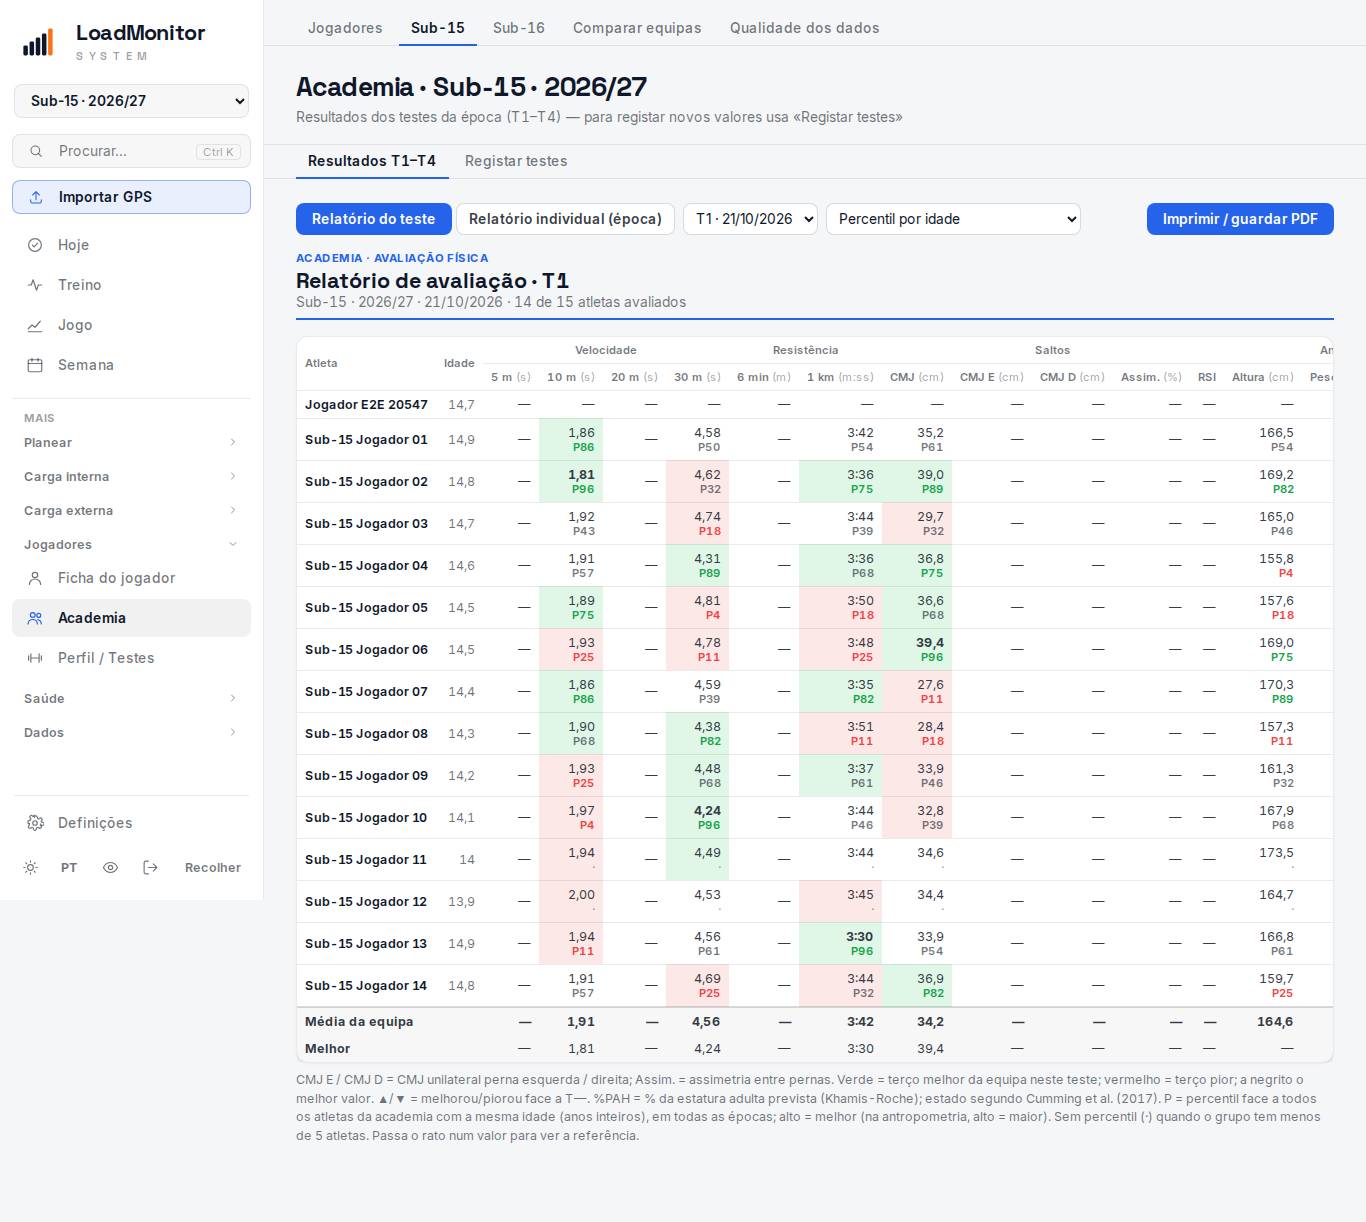 LoadMonitor
SYSTEM
Sub-15 · 2026/27
Procurar... Ctrl K
Importar GPS
Hoje
Treino
Jogo
Semana
MAIS
Planear
Carga interna
Carga externa
Jogadores
Ficha do jogador
Academia
Perfil / Testes
Saúde
Dados
Definições
PT Recolher
Jogadores Sub-15 Sub-16 Comparar equipas Qualidade dos dados
Academia · Sub-15 · 2026/27
Resultados dos testes da época (T1–T4) — para registar novos valores usa «Registar testes»
Resultados T1–T4 Registar testes
Relatório do teste Relatório individual (época) T1 · 21/10/2026 Percentil por idade Imprimir / guardar PDF
ACADEMIA · AVALIAÇÃO FÍSICA
Relatório de avaliação · T1
Sub-15 · 2026/27 · 21/10/2026 · 14 de 15 atletas avaliados
Atleta Idade Velocidade Resistência Saltos An
5 m (s) 10 m (s) 20 m (s) 30 m (s) 6 min (m) 1 km (m:ss) CMJ (cm) CMJ E (cm) CMJ D (cm) Assim. (%) RSI Altura (cm) Peso
Jogador E2E 20547 14,7 — — — — — — — — — — — —
Sub-15 Jogador 01 14,9 — 1,86 — 4,58 — 3:42 35,2 — — — — 166,5
P86 P50 P54 P61 P54
Sub-15 Jogador 02 14,8 — 1,81 — 4,62 — 3:36 39,0 — — — — 169,2
P96 P32 P75 P89 P82
Sub-15 Jogador 03 14,7 — 1,92 — 4,74 — 3:44 29,7 — — — — 165,0
P43 P18 P39 P32 P46
Sub-15 Jogador 04 14,6 — 1,91 — 4,31 — 3:36 36,8 — — — — 155,8
P57 P89 P68 P75 P4
Sub-15 Jogador 05 14,5 — 1,89 — 4,81 — 3:50 36,6 — — — — 157,6
P75 P4 P18 P68 P18
Sub-15 Jogador 06 14,5 — 1,93 — 4,78 — 3:48 39,4 — — — — 169,0
P25 P11 P25 P96 P75
Sub-15 Jogador 07 14,4 — 1,86 — 4,59 — 3:35 27,6 — — — — 170,3
P86 P39 P82 P11 P89
Sub-15 Jogador 08 14,3 — 1,90 — 4,38 — 3:51 28,4 — — — — 157,3
P68 P82 P11 P18 P11
Sub-15 Jogador 09 14,2 — 1,93 — 4,48 — 3:37 33,9 — — — — 161,3
P25 P68 P61 P46 P32
Sub-15 Jogador 10 14,1 — 1,97 — 4,24 — 3:44 32,8 — — — — 167,9
P4 P96 P46 P39 P68
Sub-15 Jogador 11 14 — 1,94 — 4,49 — 3:44 34,6 — — — — 173,5
· · · · ·
Sub-15 Jogador 12 13,9 — 2,00 — 4,53 — 3:45 34,4 — — — — 164,7
· · · · ·
Sub-15 Jogador 13 14,9 — 1,94 — 4,56 — 3:30 33,9 — — — — 166,8
P11 P61 P96 P54 P61
Sub-15 Jogador 14 14,8 — 1,91 — 4,69 — 3:44 36,9 — — — — 159,7
P57 P25 P32 P82 P25
Média da equipa — 1,91 — 4,56 — 3:42 34,2 — — — — 164,6
Melhor — 1,81 — 4,24 — 3:30 39,4 — — — — —
CMJ E / CMJ D = CMJ unilateral perna esquerda / direita; Assim. = assimetria entre pernas. Verde = terço melhor da equipa neste teste; vermelho = terço pior; a negrito o
melhor valor. ▲/▼ = melhorou/piorou face a T—. %PAH = % da estatura adulta prevista (Khamis-Roche); estado segundo Cumming et al. (2017). P = percentil face a todos
os atletas da academia com a mesma idade (anos inteiros), em todas as épocas; alto = melhor (na antropometria, alto = maior). Sem percentil (·) quando o grupo tem menos
de 5 atletas. Passa o rato num valor para ver a referência.